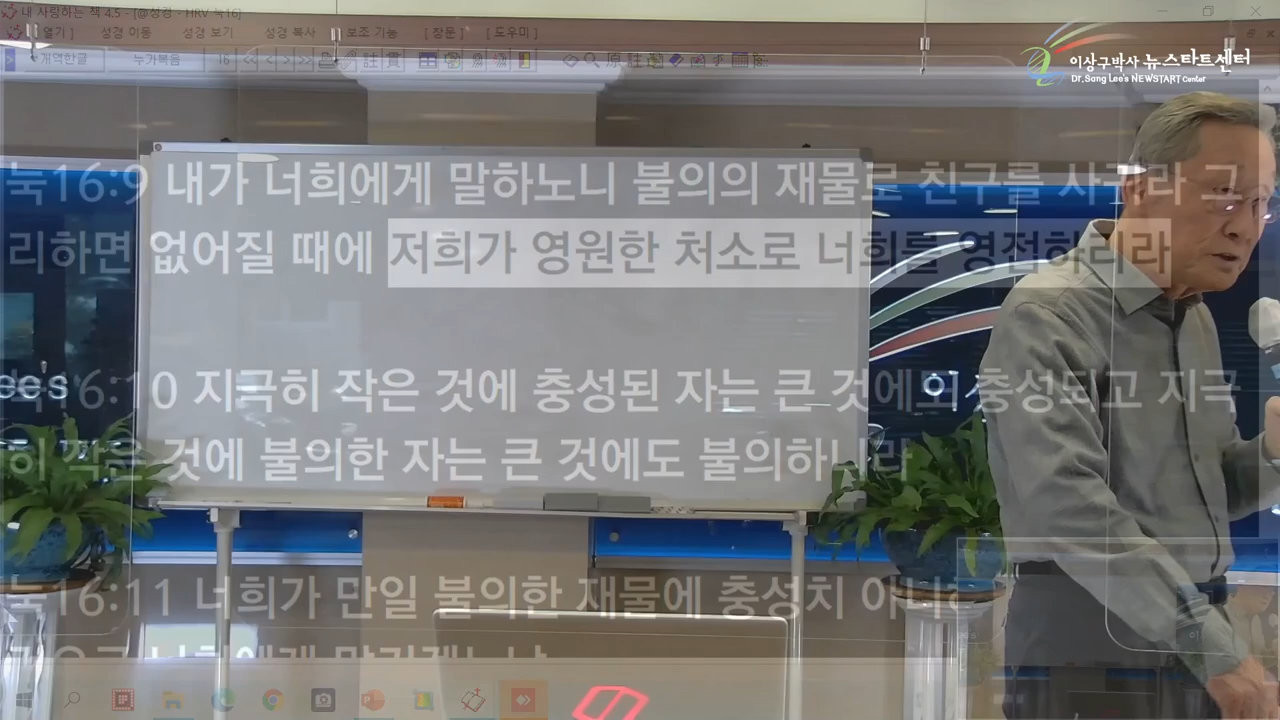 내 사랑하는 책 4.5 - [@성경 - HRV 눅16]
열기 ] 성경 이동 성경 보기 성경 복사 보조 기능 [ 장운 ] [ 도우미 ]
개역한글 누가복음 16
이상구박사 뉴스타트센터
Dr.Sang Lee's NEWSTART Center
눅16:9 내가 너희에게 말하노니 불의의 재물로 친구를 사귀라 그
리하면 없어질 때에 저희가 영원한 처소로 너희를 영접하리라
눅16:10 지극히 작은 것에 충성된 자는 큰 것에도 충성되고 지극
히 작은 것에 불의한 자는 큰 것에도 불의하니라
ee's
눅16:11 너희가 만일 불의한 재물에 충성치 아니하